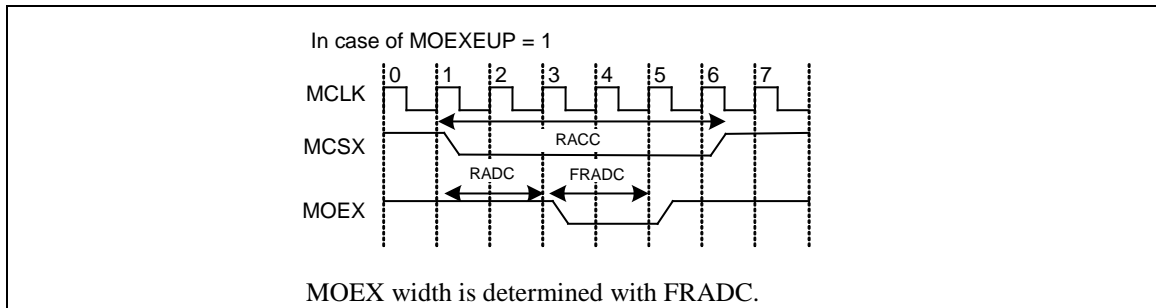 In case of MOEXEUP = 1
0 1 2 3 4 5 6 7
MCLK
RACC
MCSX
RADC FRADC
MOEX
MOEX width is determined with FRADC.